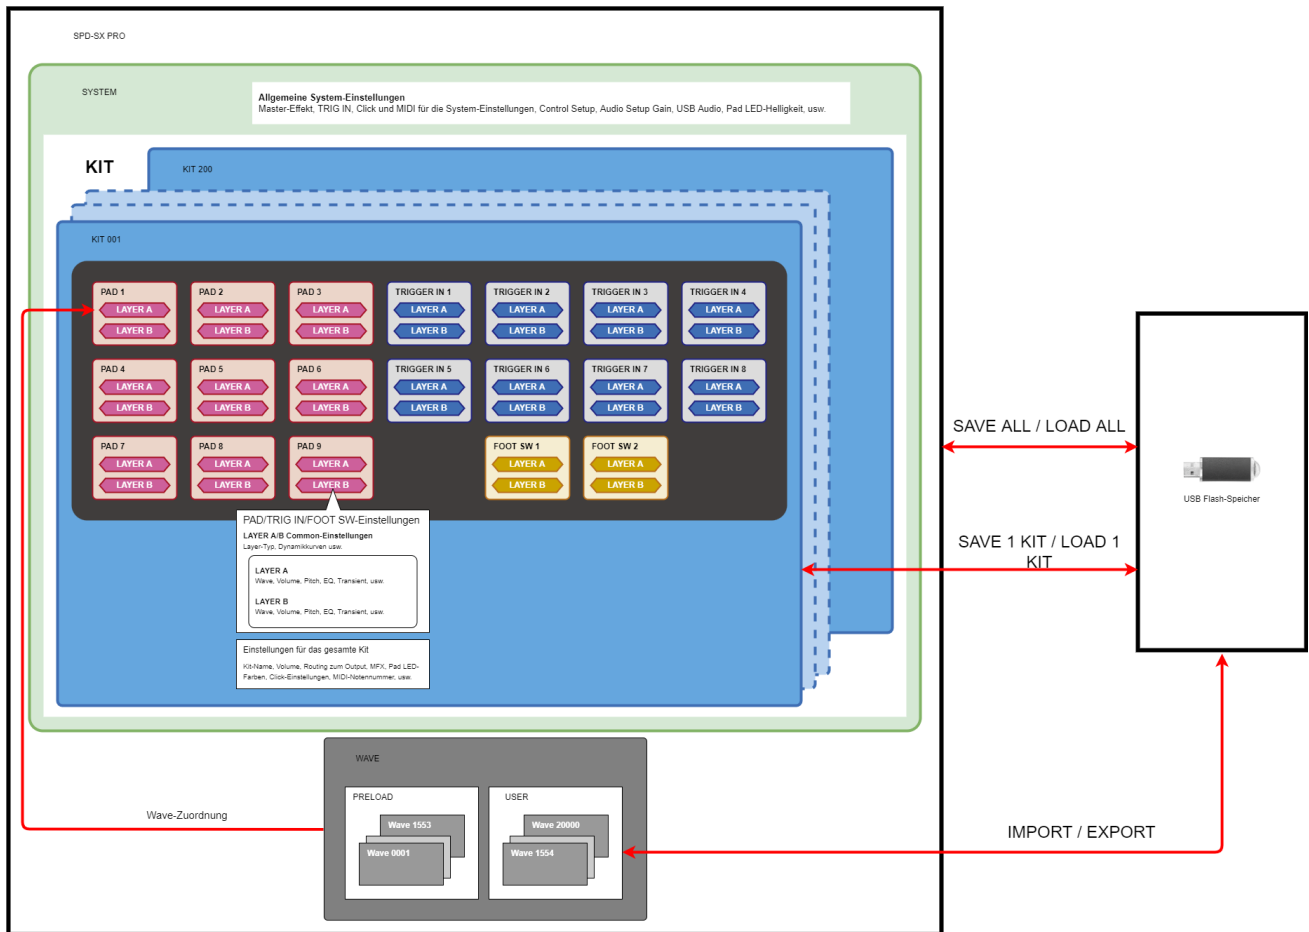 SPD-SX PRO
SYSTEM
Allgemeine System-Einstellungen
Master-Effekt, TRIG IN, Click und MIDI für die System-Einstellungen, Control Setup, Audio Setup Gain, USB Audio, Pad LED-Helligkeit, usw.
KIT
KIT 200
KIT 001
PAD 1
LAYER A
LAYER B
PAD 2
LAYER A
LAYER B
PAD 3
LAYER A
LAYER B
TRIGGER IN 1
LAYER A
LAYER B
TRIGGER IN 2
LAYER A
LAYER B
TRIGGER IN 3
LAYER A
LAYER B
TRIGGER IN 4
LAYER A
LAYER B
PAD 4
LAYER A
LAYER B
PAD 5
LAYER A
LAYER B
PAD 6
LAYER A
LAYER B
TRIGGER IN 5
LAYER A
LAYER B
TRIGGER IN 6
LAYER A
LAYER B
TRIGGER IN 7
LAYER A
LAYER B
TRIGGER IN 8
LAYER A
LAYER B
PAD 7
LAYER A
LAYER B
PAD 8
LAYER A
LAYER B
PAD 9
LAYER A
LAYER B
FOOT SW 1
LAYER A
LAYER B
FOOT SW 2
LAYER A
LAYER B
PAD/TRIG IN/FOOT SW-Einstellungen
LAYER A/B Common-Einstellungen
Layer-Typ, Dynamikkurven usw.
LAYER A
Wave, Volume, Pitch, EQ, Transient, usw.
LAYER B
Wave, Volume, Pitch, EQ, Transient, usw.
Einstellungen für das gesamte Kit
Kit-Name, Volume, Routing zum Output, MFX, Pad LED-
Farben, Click-Einstellungen, MIDI-Notennummer, usw.
SAVE ALL / LOAD ALL
SAVE 1 KIT / LOAD 1
KIT
USB Flash-Speicher
WAVE
PRELOAD
Wave 1553
Wave 0001
USER
Wave 20000
Wave 1554
Wave-Zuordnung
IMPORT / EXPORT